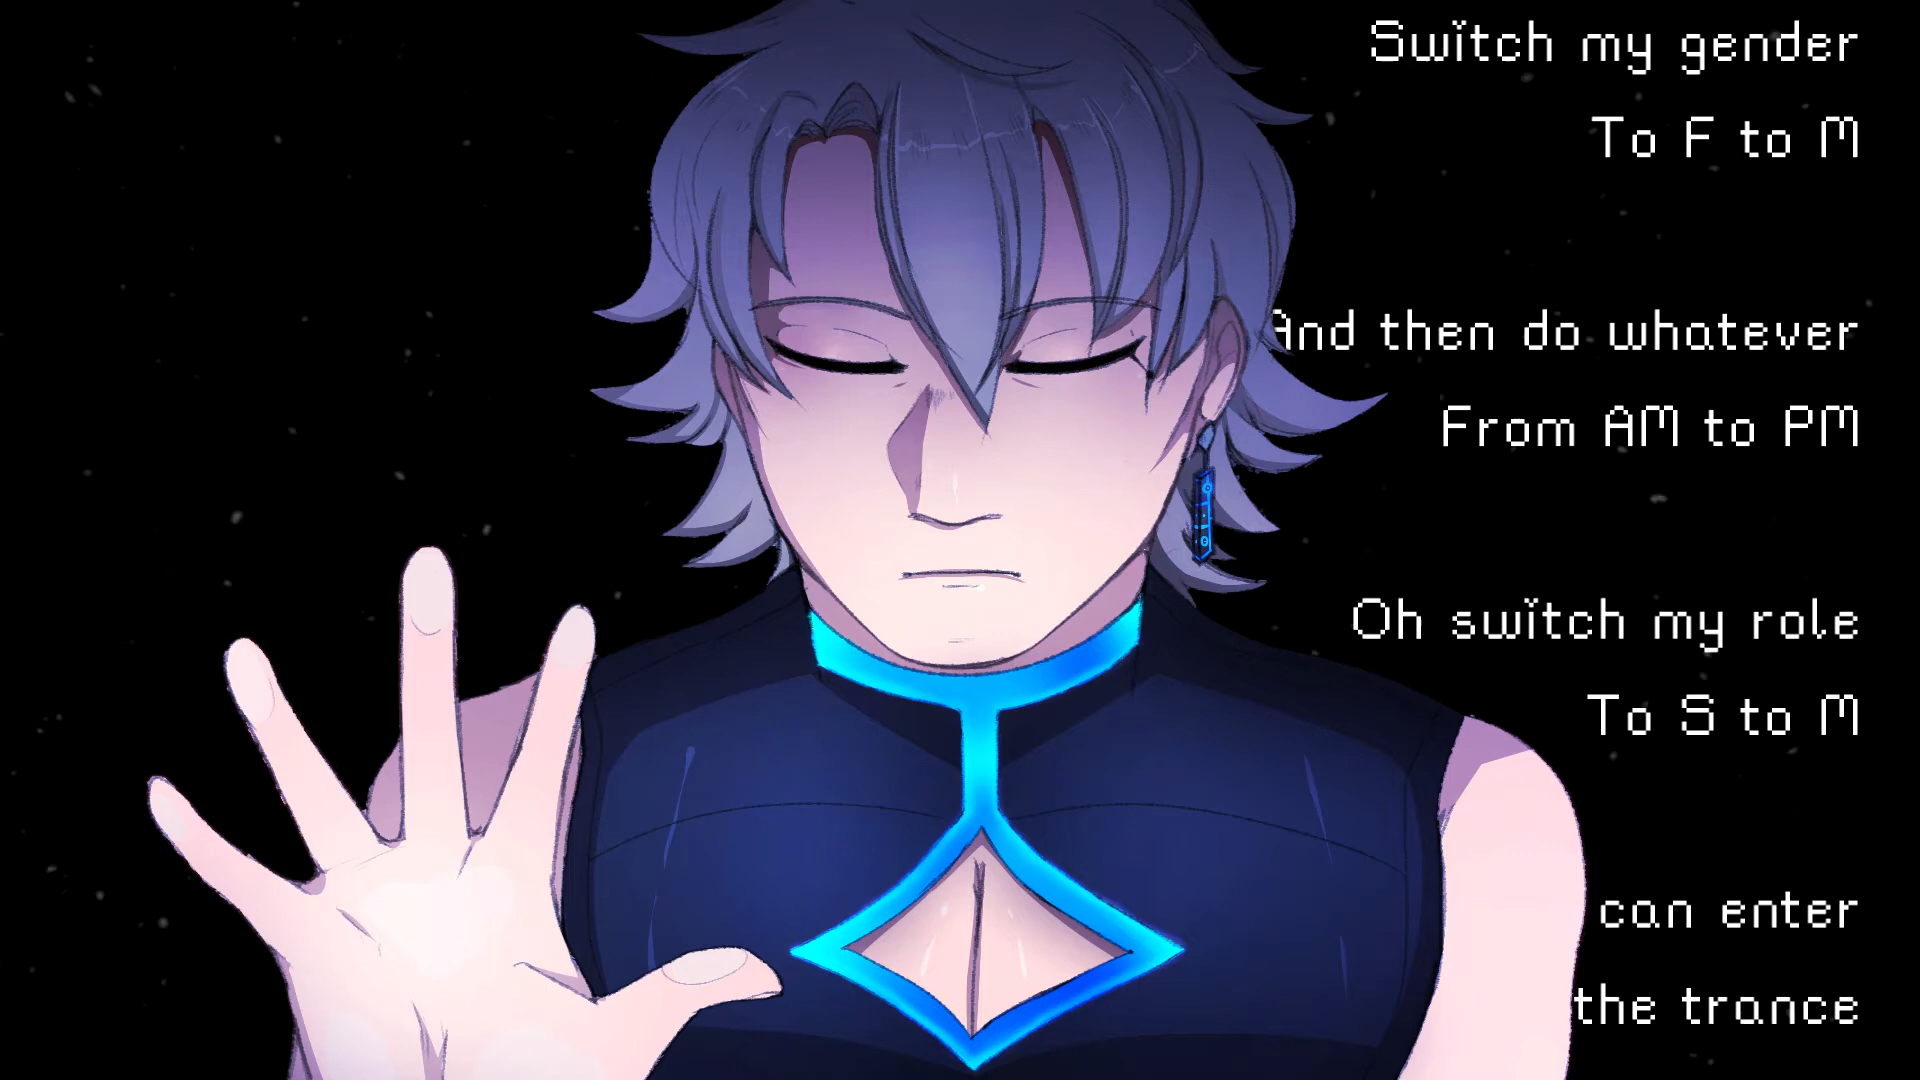 Switch my gender
To F to M
And then do whatever
From AM to PM
Oh switch my role
To S to M
can enter
the trance